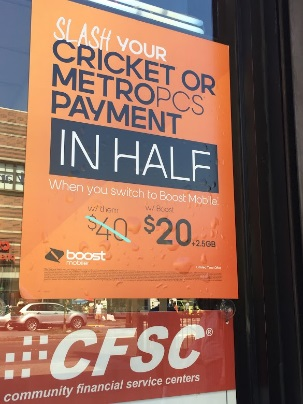 SLASH YOUR
CRICKET OR
METROPCS
PAYMENT
IN HALF
When you switch to Boost Mobile.
w/ them w/ Boost
$40 $20 +2.5GB
boost
mobile
CFSC®
community financial service centers